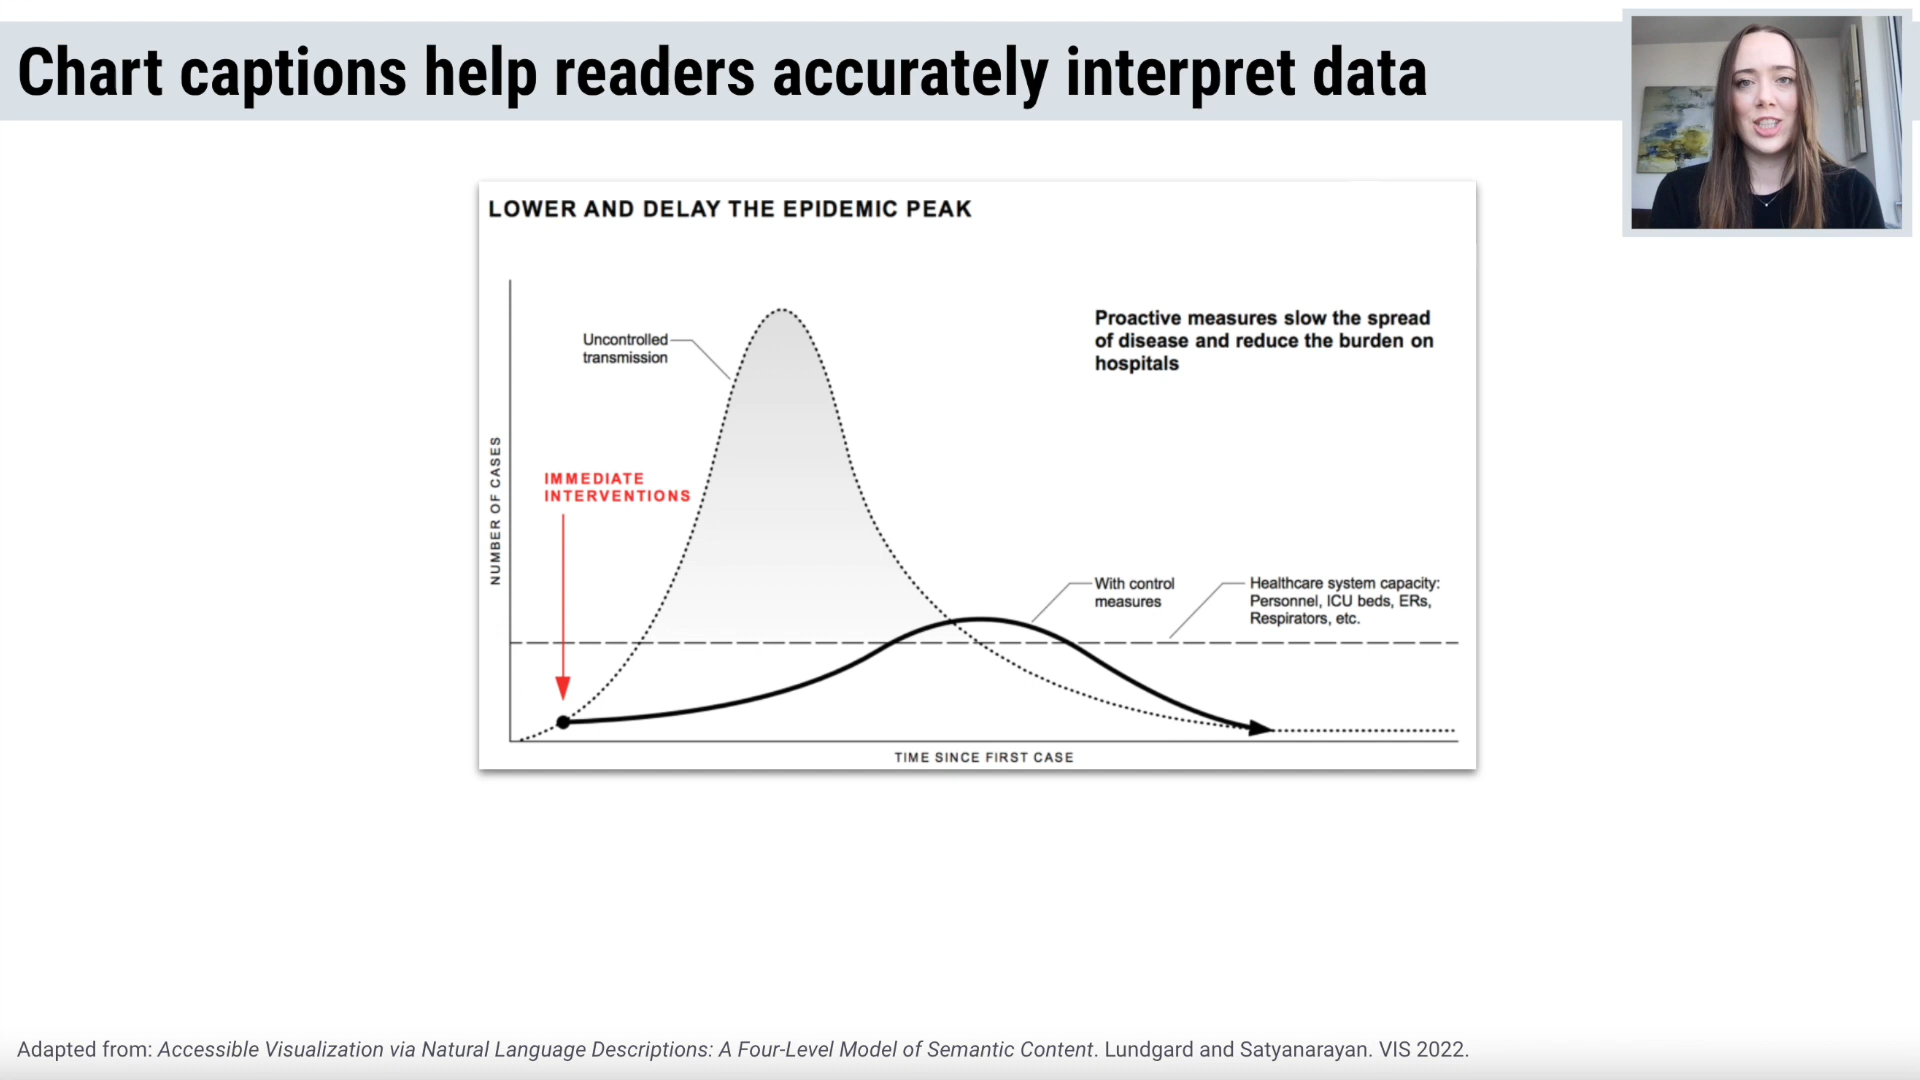 Chart captions help readers accurately interpret data
LOWER AND DELAY THE EPIDEMIC PEAK
Proactive measures slow the spread
of disease and reduce the burden on
hospitals
Uncontrolled
transmission
IMMEDIATE
INTERVENTIONS
NUMBER OF CASES
With control
measures
Healthcare system capacity:
Personnel, ICU beds, ERs,
Respirators, etc.
TIME SINCE FIRST CASE
Adapted from: Accessible Visualization via Natural Language Descriptions: A Four-Level Model of Semantic Content. Lundgard and Satyanarayan. VIS 2022.